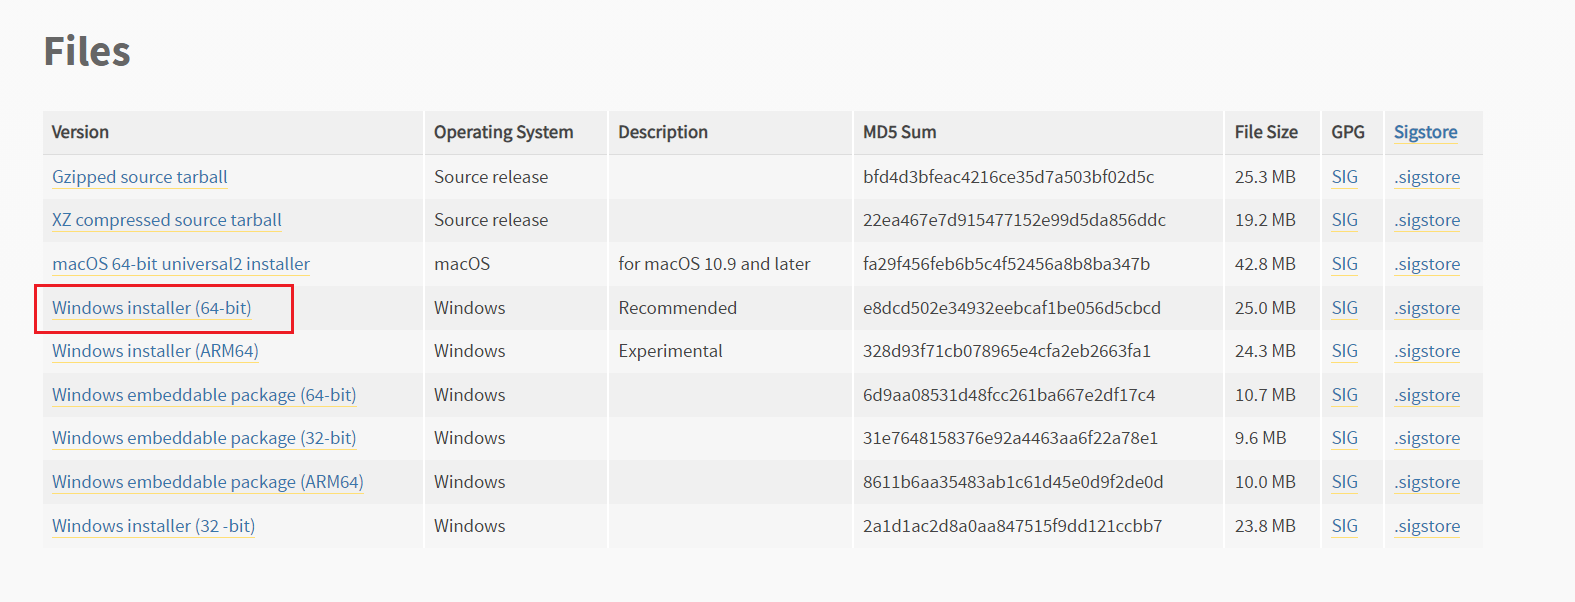 Files
Version Operating System Description MD5 Sum File Size GPG Sigstore
Gzipped source tarball Source release bfd4d3bfeac4216ce35d7a503bf02d5c 25.3 MB SIG .sigstore
XZ compressed source tarball Source release 22ea467e7d915477152e99d5da856ddc 19.2 MB SIG .sigstore
macOS 64-bit universal2 installer macOS for macOS 10.9 and later fa29f456feb6b5c4f52456a8b8ba347b 42.8 MB SIG .sigstore
Windows installer (64-bit) Windows Recommended e8dcd502e34932eebcaf1be056d5cbcd 25.0 MB SIG .sigstore
Windows installer (ARM64) Windows Experimental 328d93f71cb078965e4cfa2eb2663fa1 24.3 MB SIG .sigstore
Windows embeddable package (64-bit) Windows 6d9aa08531d48fcc261ba667e2df17c4 10.7 MB SIG .sigstore
Windows embeddable package (32-bit) Windows 31e7648158376e92a4463aa6f22a78e1 9.6 MB SIG .sigstore
Windows embeddable package (ARM64) Windows 8611b6aa35483ab1c61d45e0d9f2de0d 10.0 MB SIG .sigstore
Windows installer (32 -bit) Windows 2a1d1ac2d8a0aa847515f9dd121ccbb7 23.8 MB SIG .sigstore